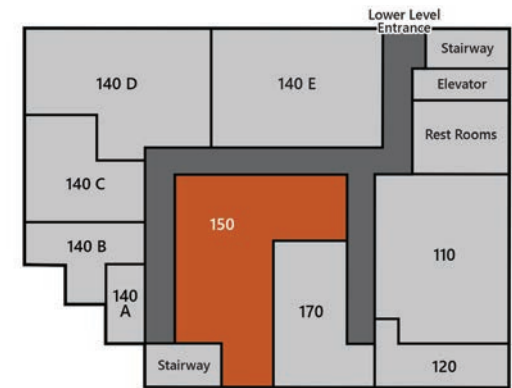 Lower Level
Entrance
Stairway
140 D
140 E
Elevator
Rest Rooms
140 C
150
140 B
110
140
A
170
Stairway
120